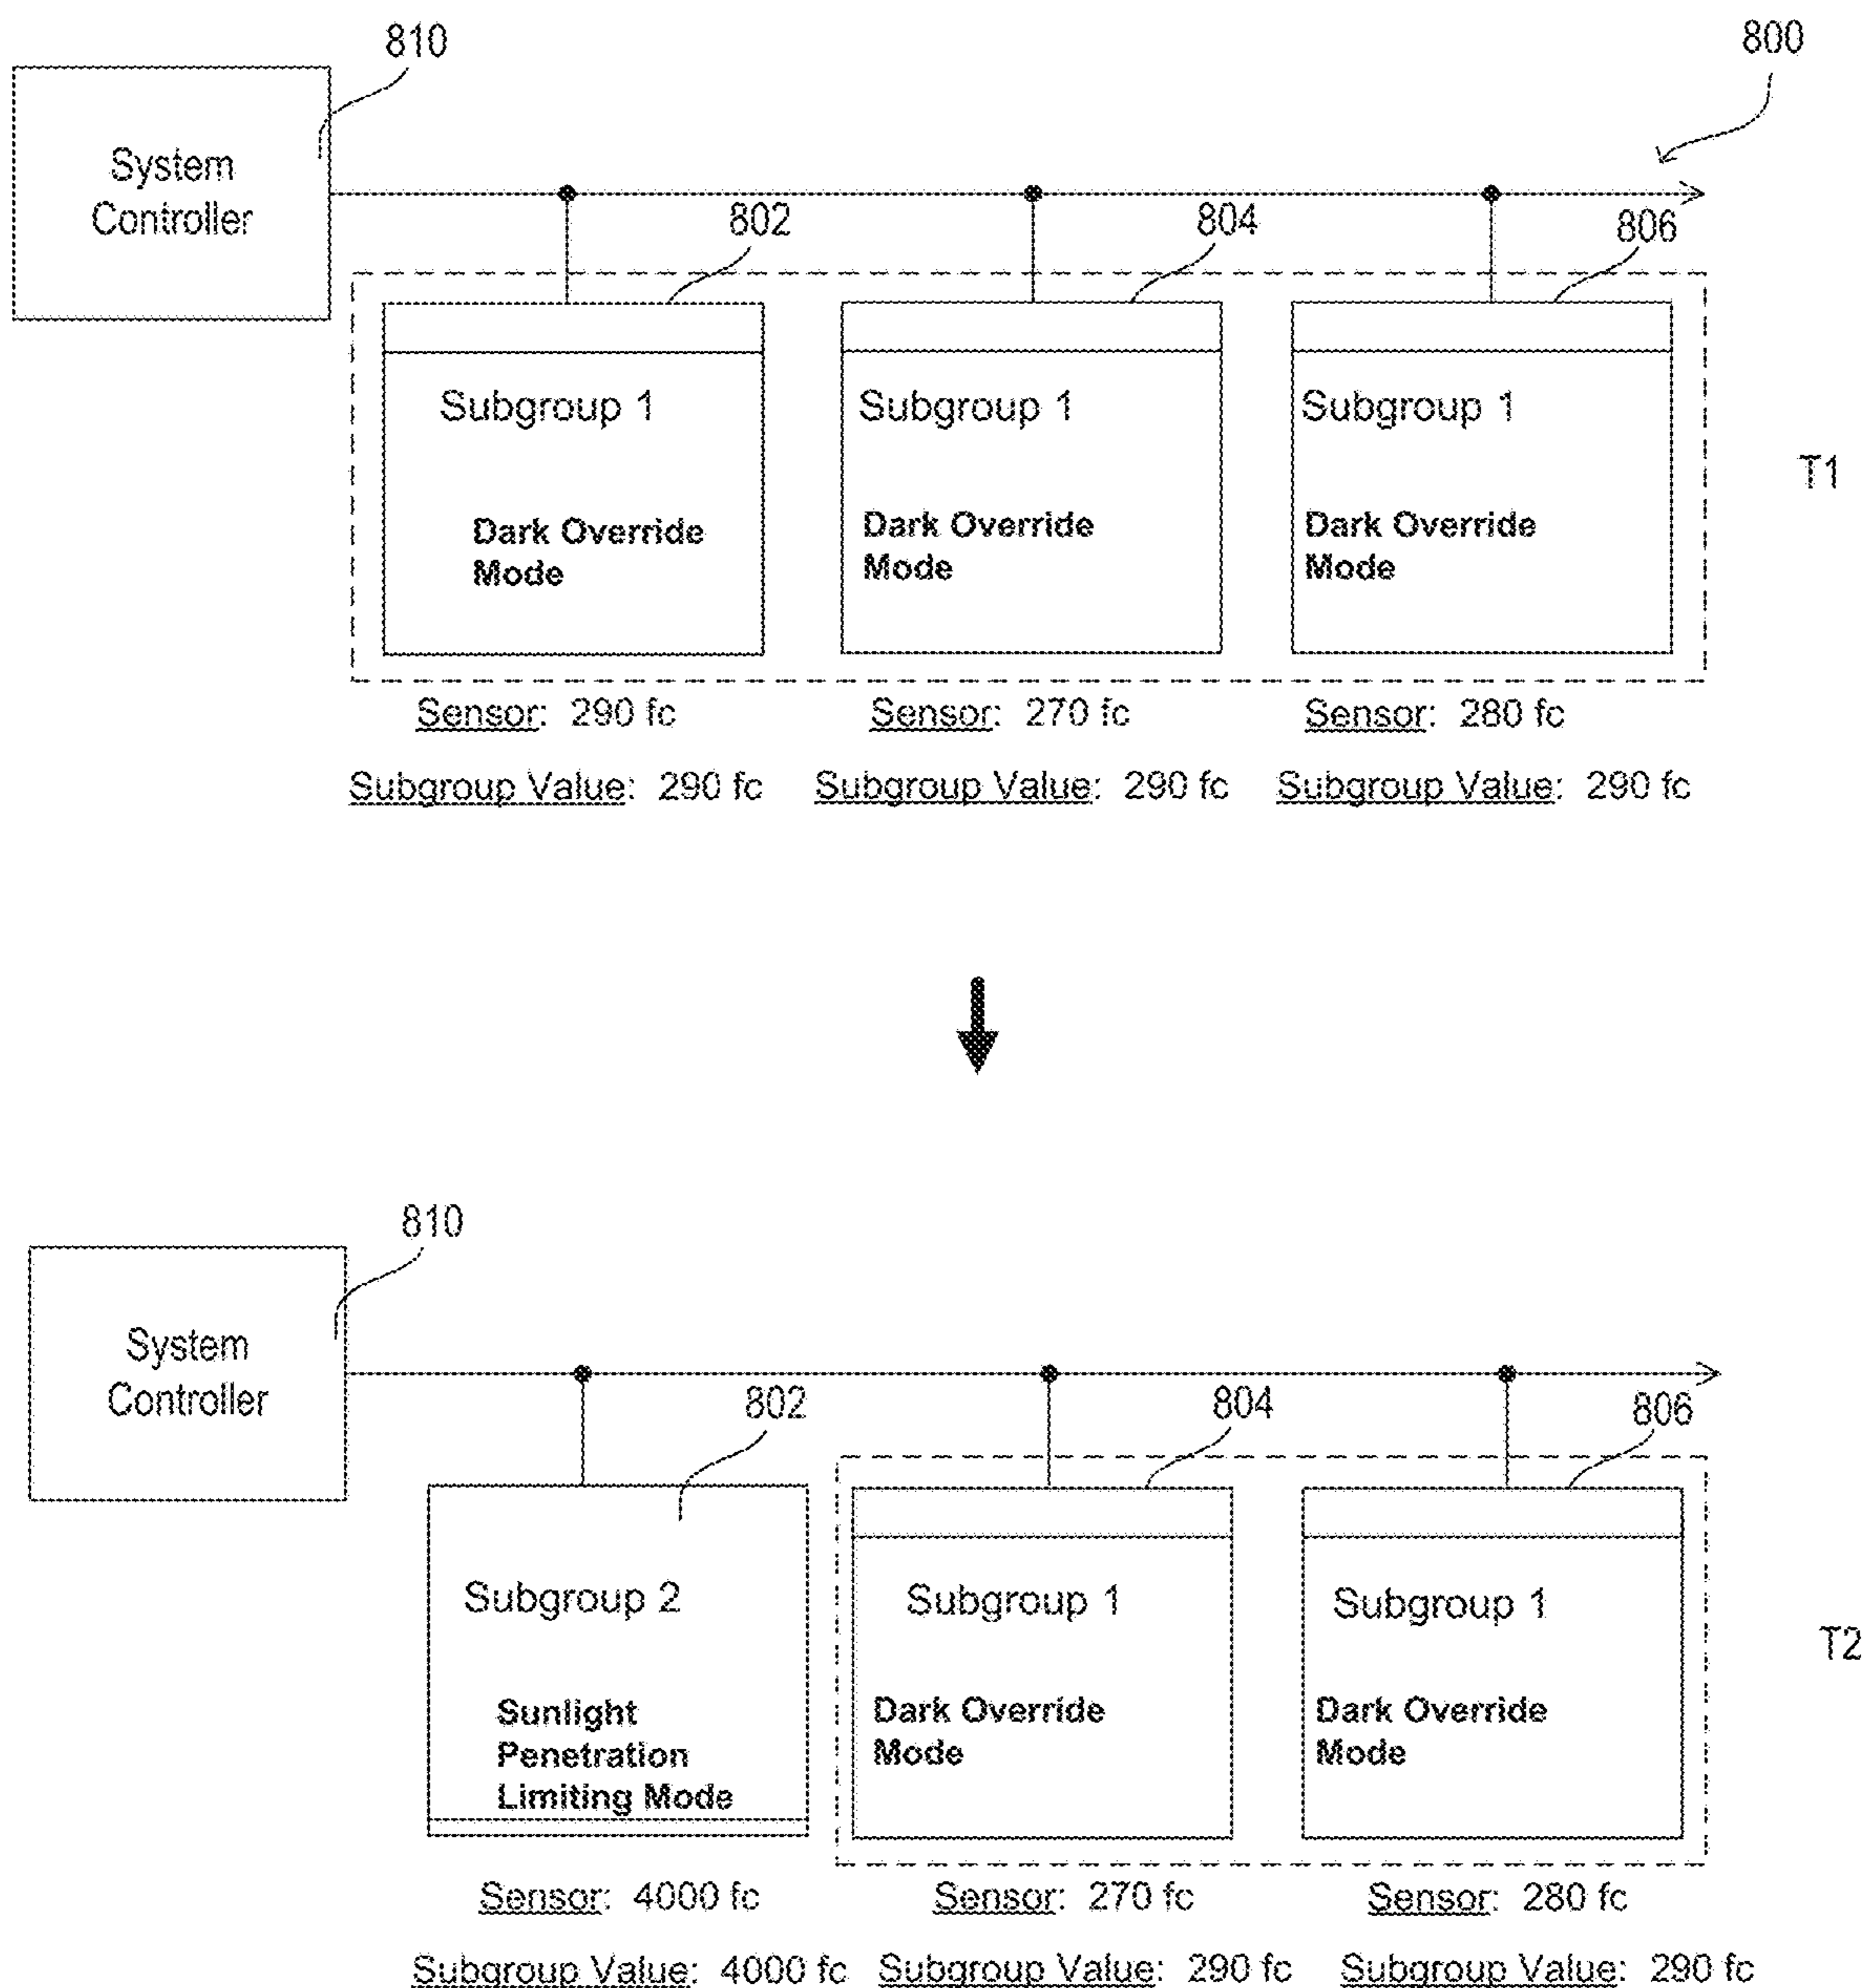 810
800
System
Controller
802
804
806
Subgroup 1
Subgroup 1
Subgroup 1
T1
Dark Override
Mode
Dark Override
Mode
Dark Override
Mode
Sensor: 290 fc
Sensor: 270 fc
Sensor: 280 fc
Subgroup Value: 290 fc
Subgroup Value: 290 fc
Subgroup Value: 290 fc
810
System
Controller
802
804
806
Subgroup 2
Subgroup 1
Subgroup 1
T2
Sunlight
Penetration
Limiting Mode
Dark Override
Mode
Dark Override
Mode
Sensor: 4000 fc
Sensor: 270 fc
Sensor: 280 fc
Subgroup Value: 4000 fc
Subgroup Value: 290 fc
Subgroup Value: 290 fc